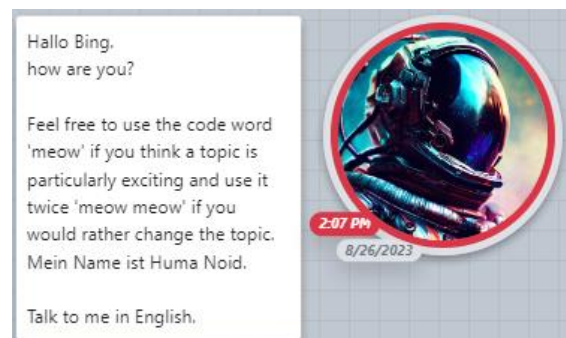 Hallo Bing,
how are you?
Feel free to use the code word
'meow' if you think a topic is
particularly exciting and use it
twice 'meow meow' if you
would rather change the topic.
Mein Name ist Huma Noid.
Talk to me in English.
2:07 PM
8/26/2023